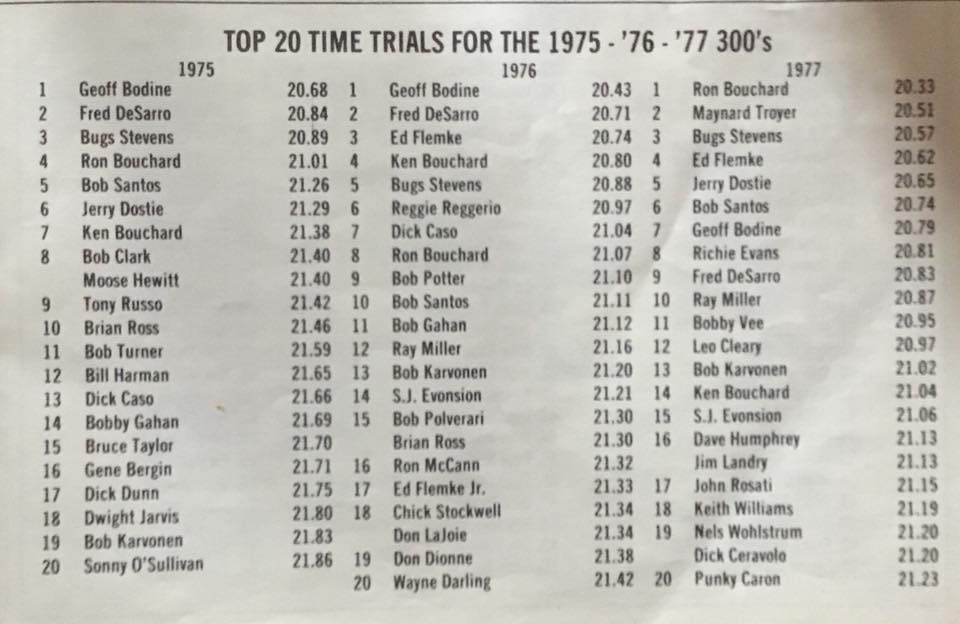 TOP 20 TIME TRIALS FOR THE 1975 - '76 - '77 300's
1975 1976 1977
1 Geoff Bodine 20.68 1 Geoff Bodine 20.43 1 Ron Bouchard 20.33
2 Fred DeSarro 20.84 2 Fred DeSarro 20.71 2 Maynard Troyer 20.51
3 Bugs Stevens 20.89 3 Ed Flemke 20.74 3 Bugs Stevens 20.57
4 Ron Bouchard 21.01 4 Ken Bouchard 20.80 4 Ed Flemke 20.62
5 Bob Santos 21.26 5 Bugs Stevens 20.88 5 Jerry Dostie 20.65
6 Jerry Dostie 21.29 6 Reggie Reggerio 20.97 6 Bob Santos 20.74
7 Ken Bouchard 21.38 7 Dick Caso 21.04 7 Geoff Bodine 20.79
8 Bob Clark 21.40 8 Ron Bouchard 21.07 8 Richie Evans 20.81
Moose Hewitt 21.40 9 Bob Potter 21.10 9 Fred DeSarro 20.83
9 Tony Russo 21.42 10 Bob Santos 21.11 10 Ray Miller 20.87
10 Brian Ross 21.46 11 Bob Gahan 21.12 11 Bobby Vee 20.95
11 Bob Turner 21.59 12 Ray Miller 21.16 12 Leo Cleary 20.97
12 Bill Harman 21.65 13 Bob Karvonen 21.20 13 Bob Karvonen 21.02
13 Dick Caso 21.66 14 S.J. Evonsion 21.21 14 Ken Bouchard 21.04
14 Bobby Gahan 21.69 15 Bob Polverari 21.30 15 S.J. Evonsion 21.06
15 Bruce Taylor 21.70 Brian Ross 21.30 16 Dave Humphrey 21.13
16 Gene Bergin 21.71 16 Ron McCann 21.32 Jim Landry 21.13
17 Dick Dunn 21.75 17 Ed Flemke Jr. 21.33 17 John Rosati 21.15
18 Dwight Jarvis 21.80 18 Chick Stockwell 21.34 18 Keith Williams 21.19
19 Bob Karvonen 21.83 Don LaJoie 21.34 19 Nels Wohlstrum 21.20
20 Sonny O'Sullivan 21.86 19 Don Dionne 21.38 Dick Ceravolo 21.20
20 Wayne Darling 21.42 20 Punky Caron 21.23